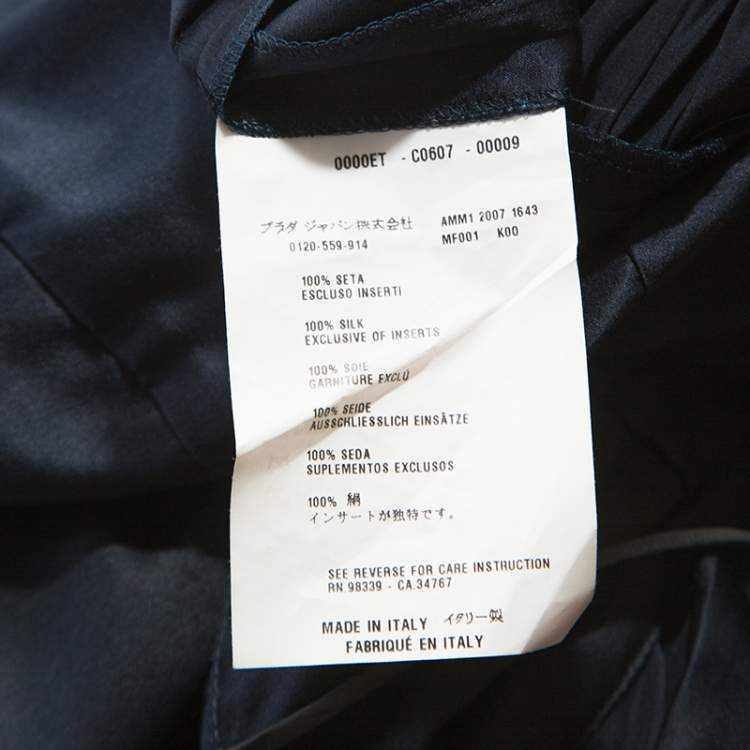 0000ET - C0607 - 00009
プラダ ジャパン株式会社
0120-559-914
AMM1 2007 1643
MF001 K00
100% SETA
ESCLUSO INSERTI
100% SILK
EXCLUSIVE OF INSERTS
100% SOIE
GARNITURE EXCLÚ
100% SEIDE
AUSSCHLIESSLICH EINSÄTZE
100% SEDA
SUPLEMENTOS EXCLUSOS
100% 絹
インサートが独特です。
SEE REVERSE FOR CARE INSTRUCTION
RN.98339 - CA.34767
MADE IN ITALY イタリー製
FABRIQUÉ EN ITALY